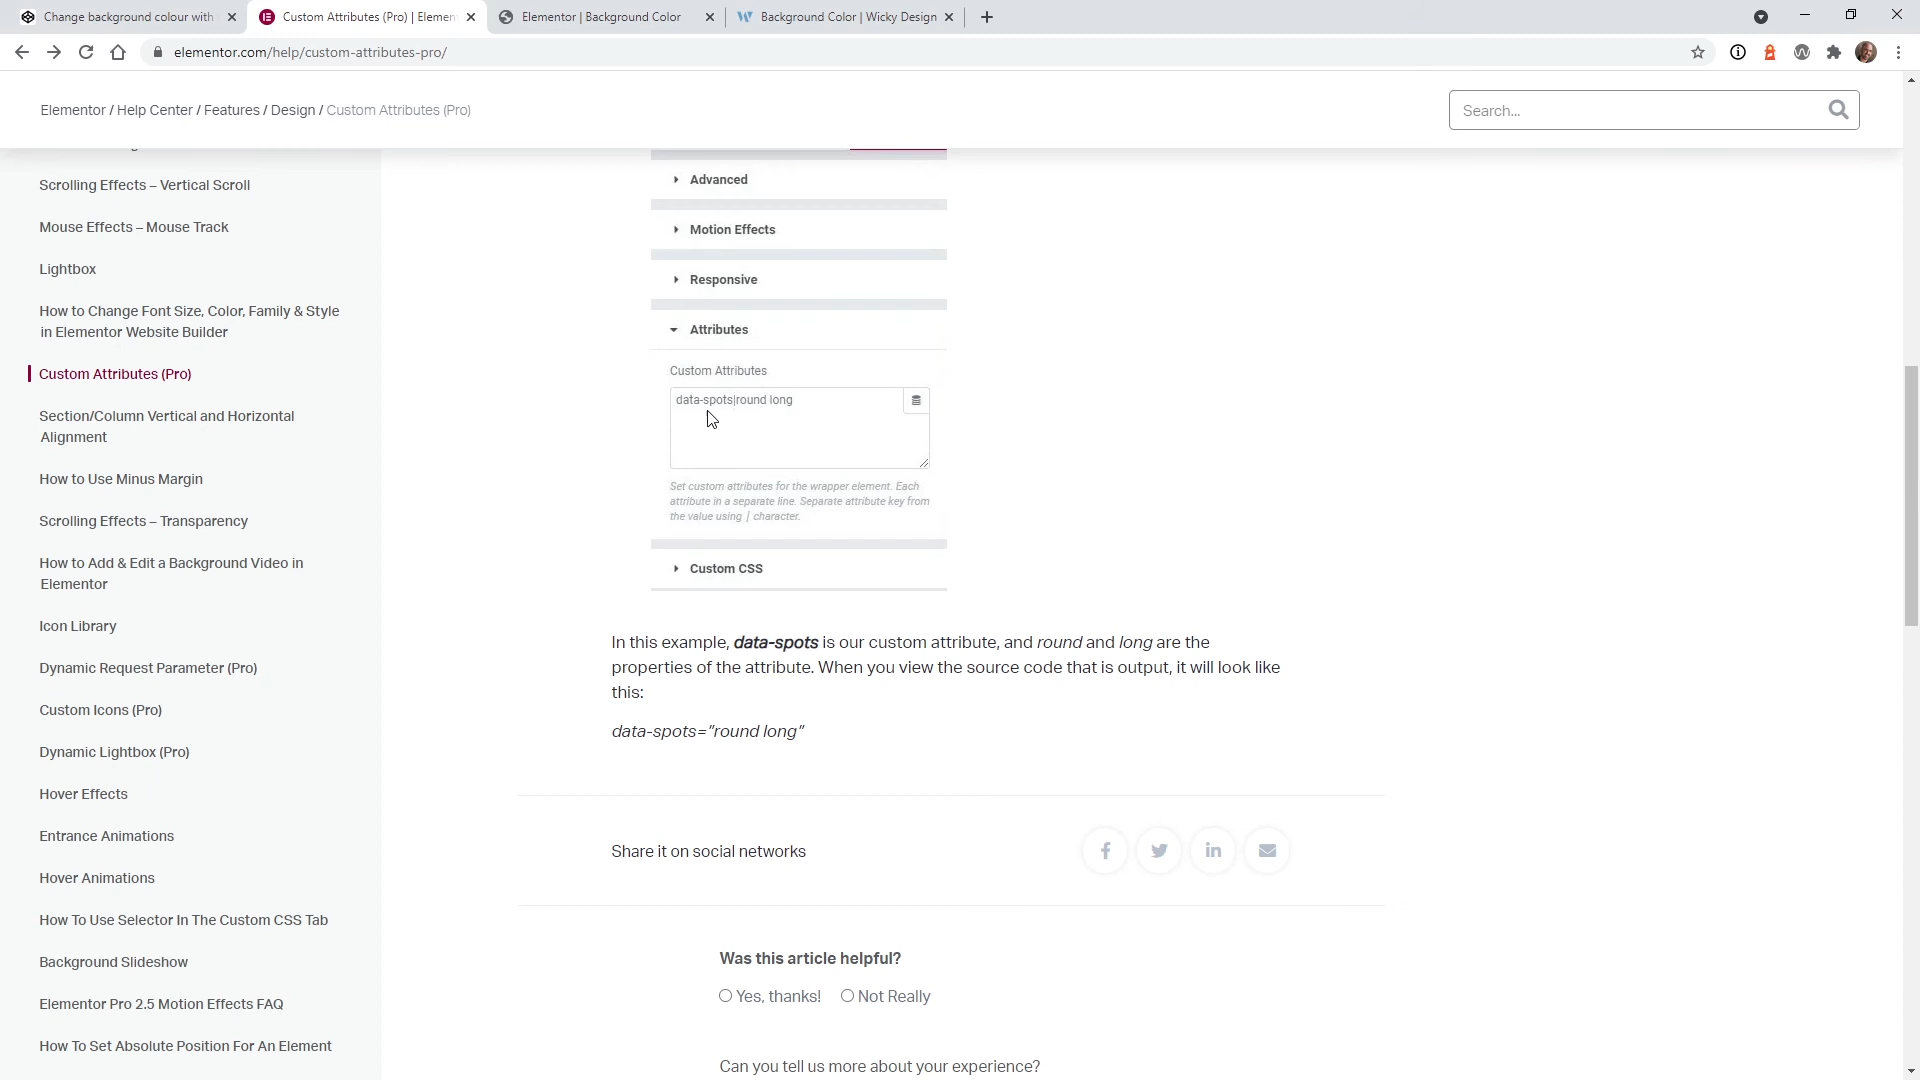 Change background colour with
Custom Attributes (Pro) | Elemen
Elementor | Background Color
Background Color | Wicky Design
elementor.com/help/custom-attributes-pro/
Elementor / Help Center / Features / Design / Custom Attributes (Pro)
Search...
Scrolling Effects – Vertical Scroll
Mouse Effects – Mouse Track
Lightbox
How to Change Font Size, Color, Family & Style
in Elementor Website Builder
Custom Attributes (Pro)
Section/Column Vertical and Horizontal
Alignment
How to Use Minus Margin
Scrolling Effects – Transparency
How to Add & Edit a Background Video in
Elementor
Icon Library
Dynamic Request Parameter (Pro)
Custom Icons (Pro)
Dynamic Lightbox (Pro)
Hover Effects
Entrance Animations
Hover Animations
How To Use Selector In The Custom CSS Tab
Background Slideshow
Elementor Pro 2.5 Motion Effects FAQ
How To Set Absolute Position For An Element
Advanced
Motion Effects
Responsive
Attributes
Custom Attributes
data-spots|round long
Set custom attributes for the wrapper element. Each
attribute in a separate line. Separate attribute key from
the value using | character.
Custom CSS
In this example, data-spots is our custom attribute, and round and long are the
properties of the attribute. When you view the source code that is output, it will look like
this:
data-spots="round long"
Share it on social networks
Was this article helpful?
Yes, thanks! Not Really
Can you tell us more about your experience?